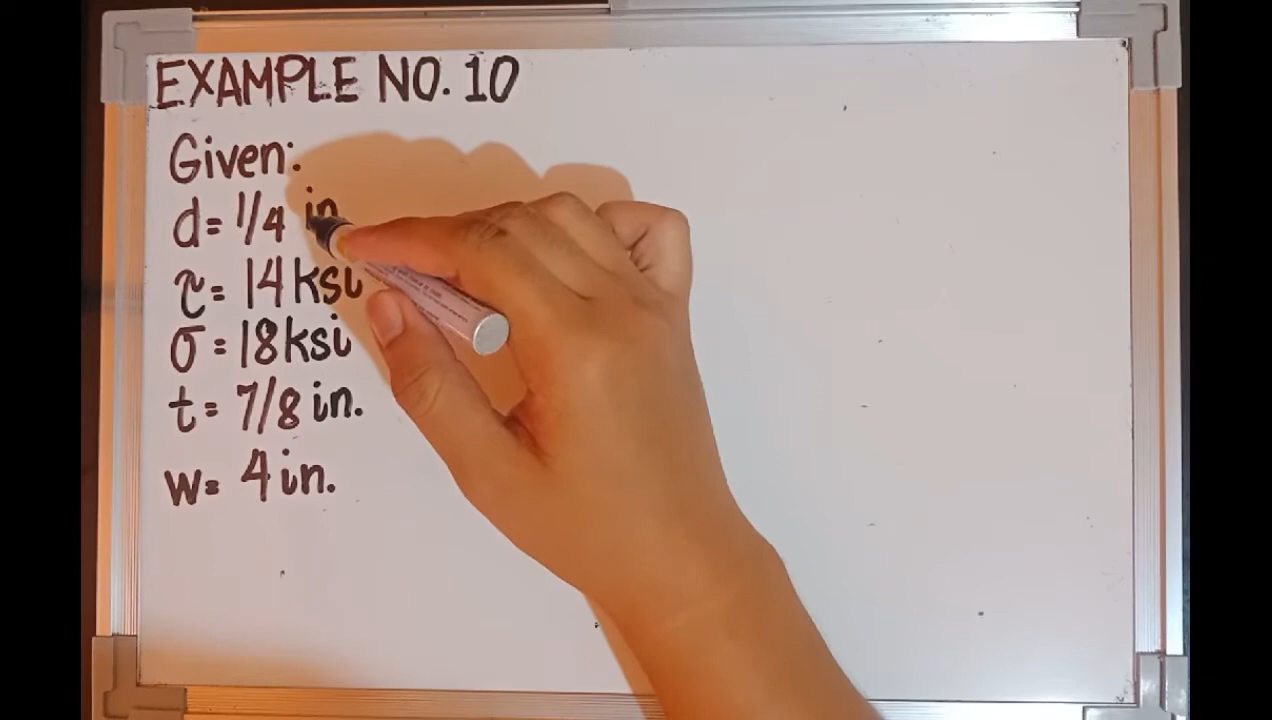 EXAMPLE NO. 10
Given:
d = 1/4 in
τ = 14 ksi
σ = 18 ksi
t = 7/8 in.
w = 4 in.